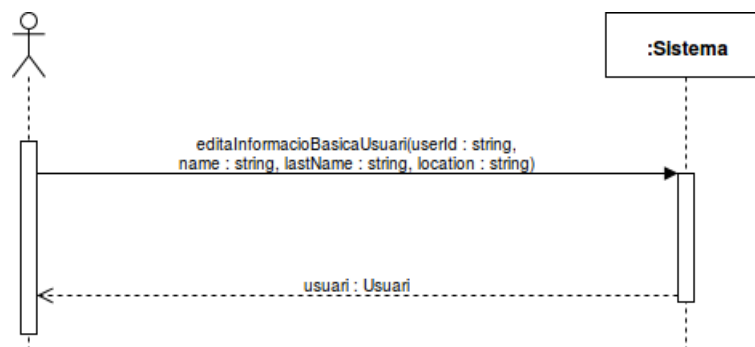 :Sistema
editaInformacioBasicaUsuari(userId : string,
name : string, lastName : string, location : string)
usuari : Usuari